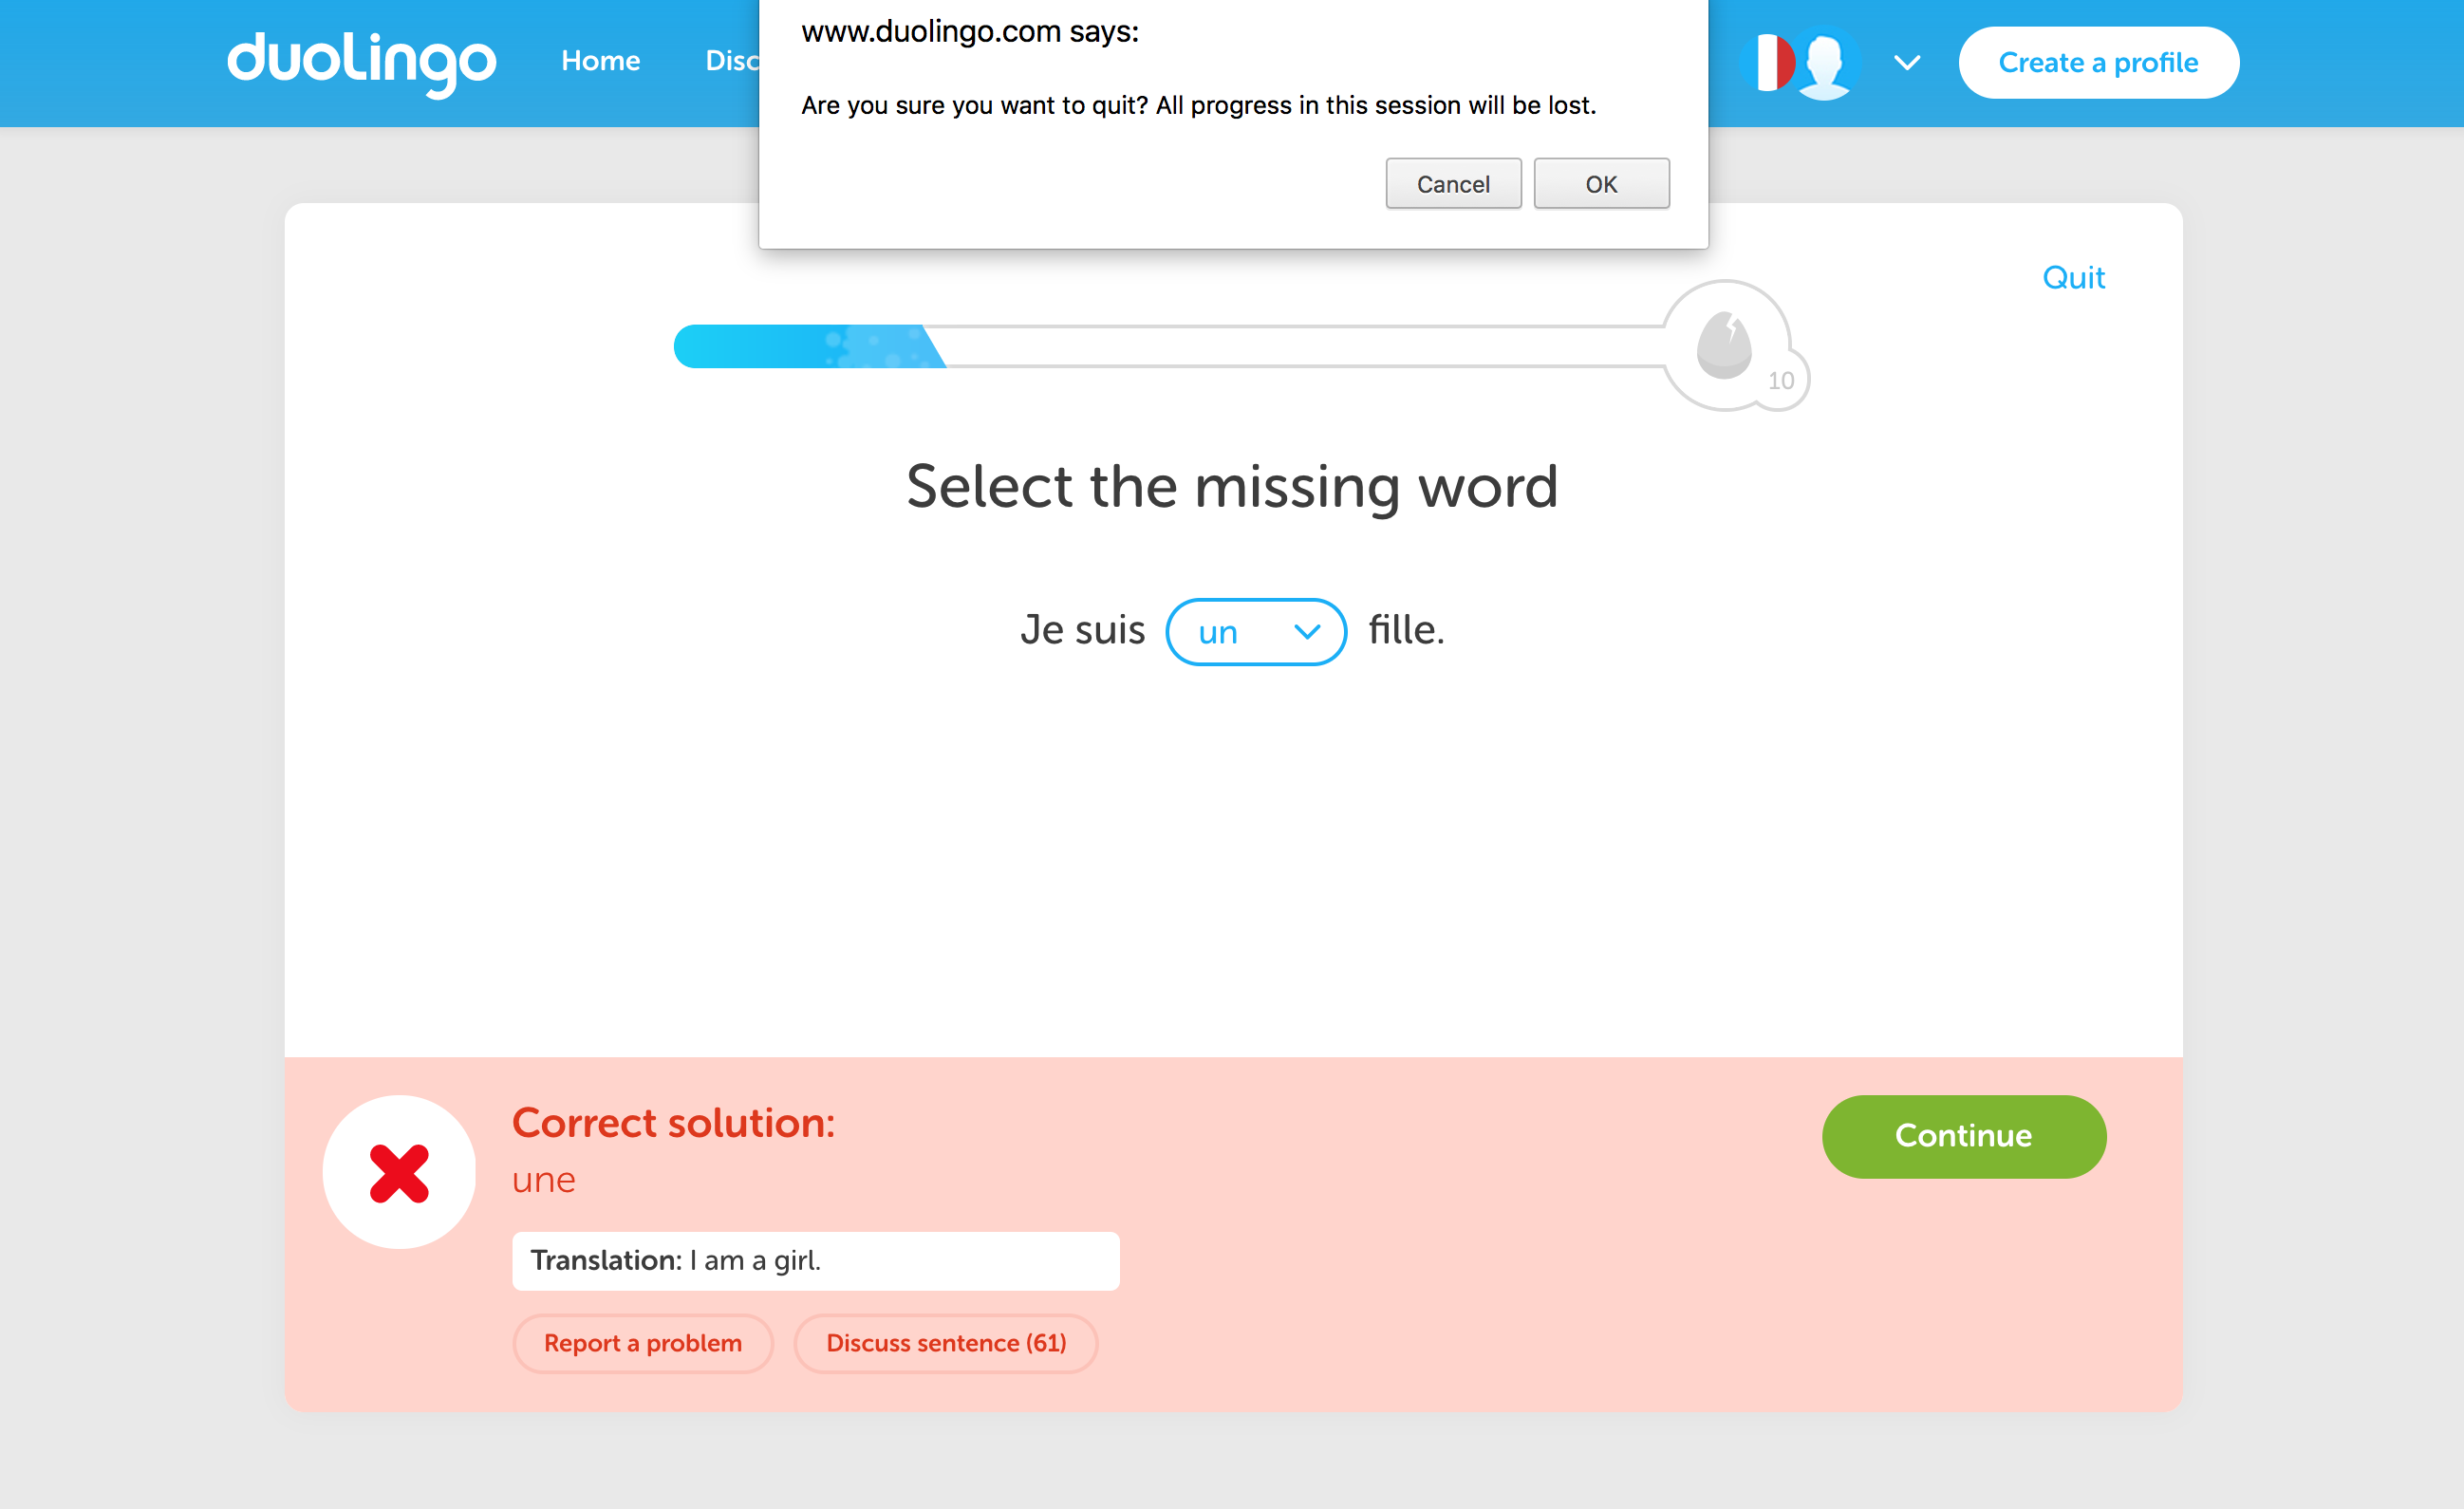 www.duolingo.com says:
Are you sure you want to quit? All progress in this session will be lost.
Cancel OK
duolingo Home Create a profile
Quit
10
Select the missing word
Je suis un fille.
Correct solution:
une
Continue
Translation: I am a girl.
Report a problem Discuss sentence (61)